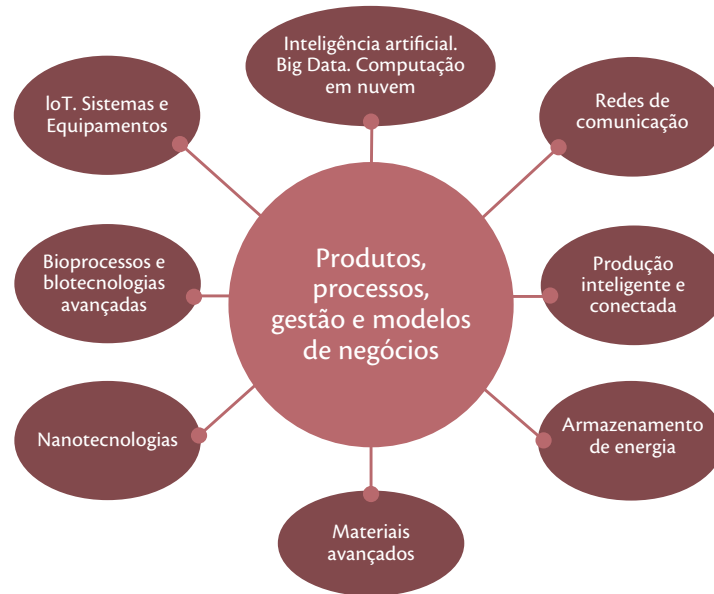 Inteligência artificial.
Big Data. Computação
em nuvem
IoT. Sistemas e
Equipamentos
Redes de
comunicação
Bioprocessos e
blotecnologias
avançadas
Produtos,
processos,
gestão e modelos
de negócios
Produção
inteligente e
conectada
Nanotecnologias
Armazenamento
de energia
Materiais
avançados